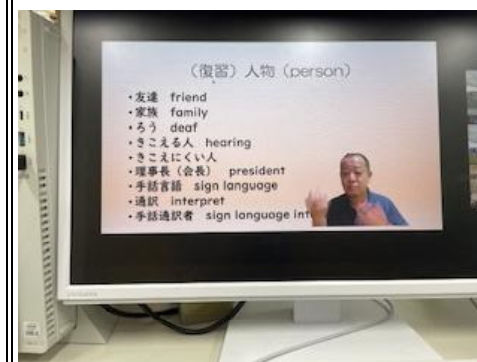 (復習)人物(person)
・友達 friend
・家族 family
・ろう deaf
・きこえる人 hearing
・きこえにくい人
・理事長(会長) president
・手話言語 sign language
・通訳 interpret
・手話通訳者 sign language int